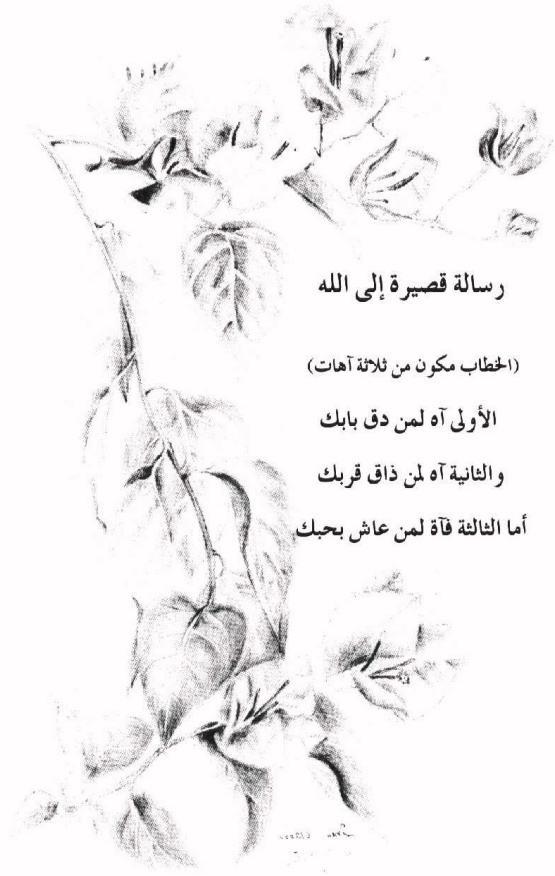 رسالة قصيرة إلى الله
(الخطاب مكون من ثلاثة آهات)
الأولى آه لمن دق بابك
والثانية آه لمن ذاق قربك
أما الثالثة فآة لمن عاش بحبك